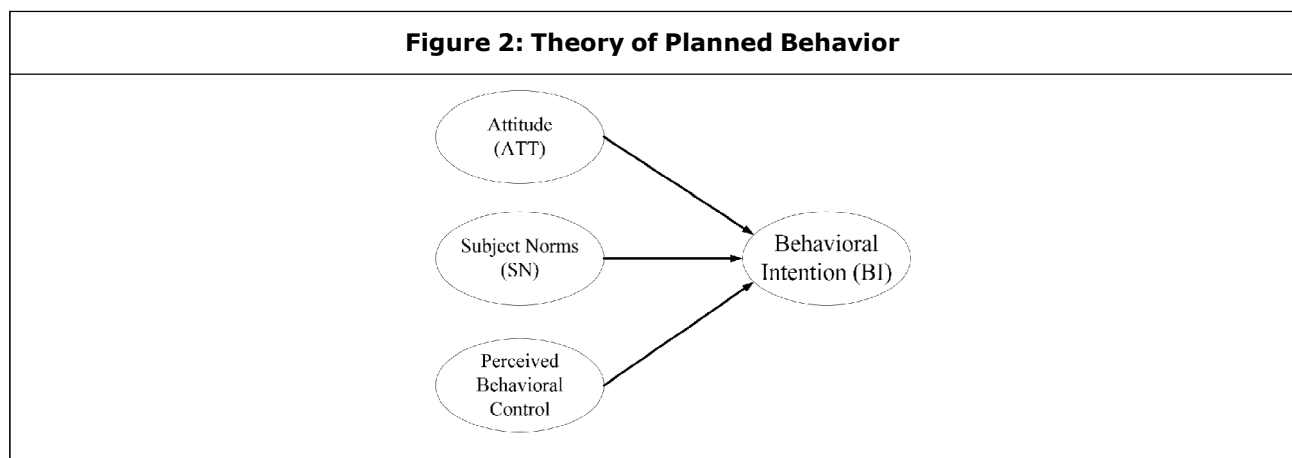 Figure 2: Theory of Planned Behavior
Attitude
(ATT)
Subject Norms
(SN)
Perceived
Behavioral
Control
Behavioral
Intention (BI)